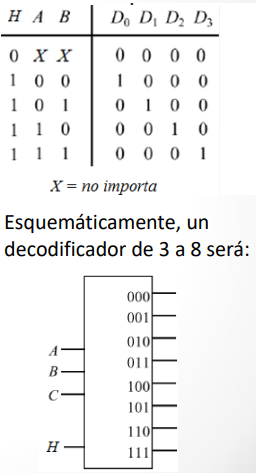 H A B D₀ D₁ D₂ D₃
0 X X 0 0 0 0
1 0 0 1 0 0 0
1 0 1 0 1 0 0
1 1 0 0 0 1 0
1 1 1 0 0 0 1
X = no importa
Esquemáticamente, un
decodificador de 3 a 8 será:
000
001
010
A
011
B
100
C
101
110
H
111